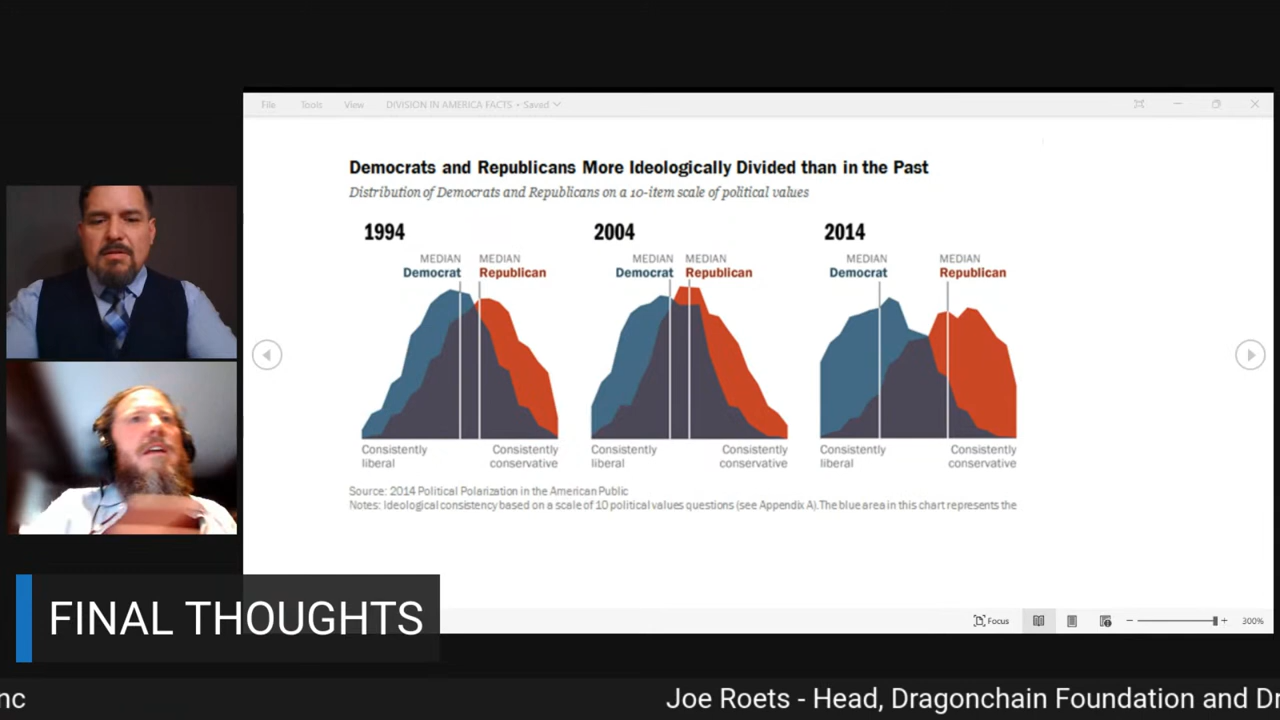 File Tools View DIVISION IN AMERICA FACTS • Saved
Democrats and Republicans More Ideologically Divided than in the Past
Distribution of Democrats and Republicans on a 10-item scale of political values
1994
MEDIAN Democrat
MEDIAN Republican
Consistently liberal
Consistently conservative
2004
MEDIAN Democrat
MEDIAN Republican
Consistently liberal
Consistently conservative
2014
MEDIAN Democrat
MEDIAN Republican
Consistently liberal
Consistently conservative
Source: 2014 Political Polarization in the American Public
Notes: Ideological consistency based on a scale of 10 political values questions (see Appendix A).The blue area in this chart represents the
Focus
300%
FINAL THOUGHTS
nc
Joe Roets - Head, Dragonchain Foundation and Dr